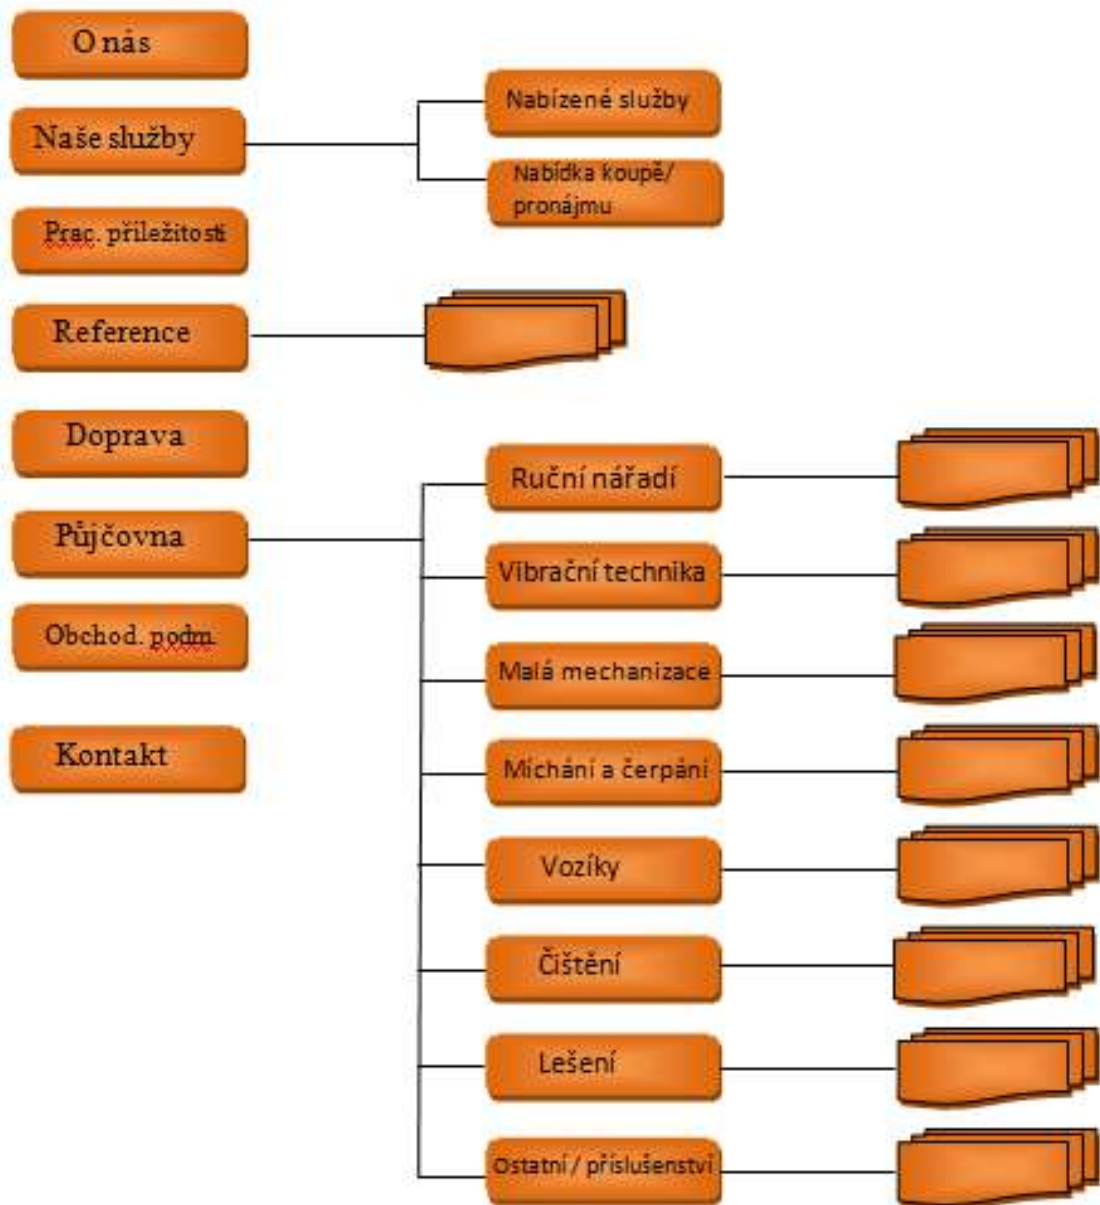 O nás
Naše služby
Prac. příležitosti
Reference
Doprava
Půjčovna
Obchod. podm.
Kontakt
Nabízené služby
Nabídka koupě/
pronájmu
Ruční nářadí
Vibrační technika
Malá mechanizace
Míchání a čerpání
Vozíky
Čištění
Lešení
Ostatní / příslušenství